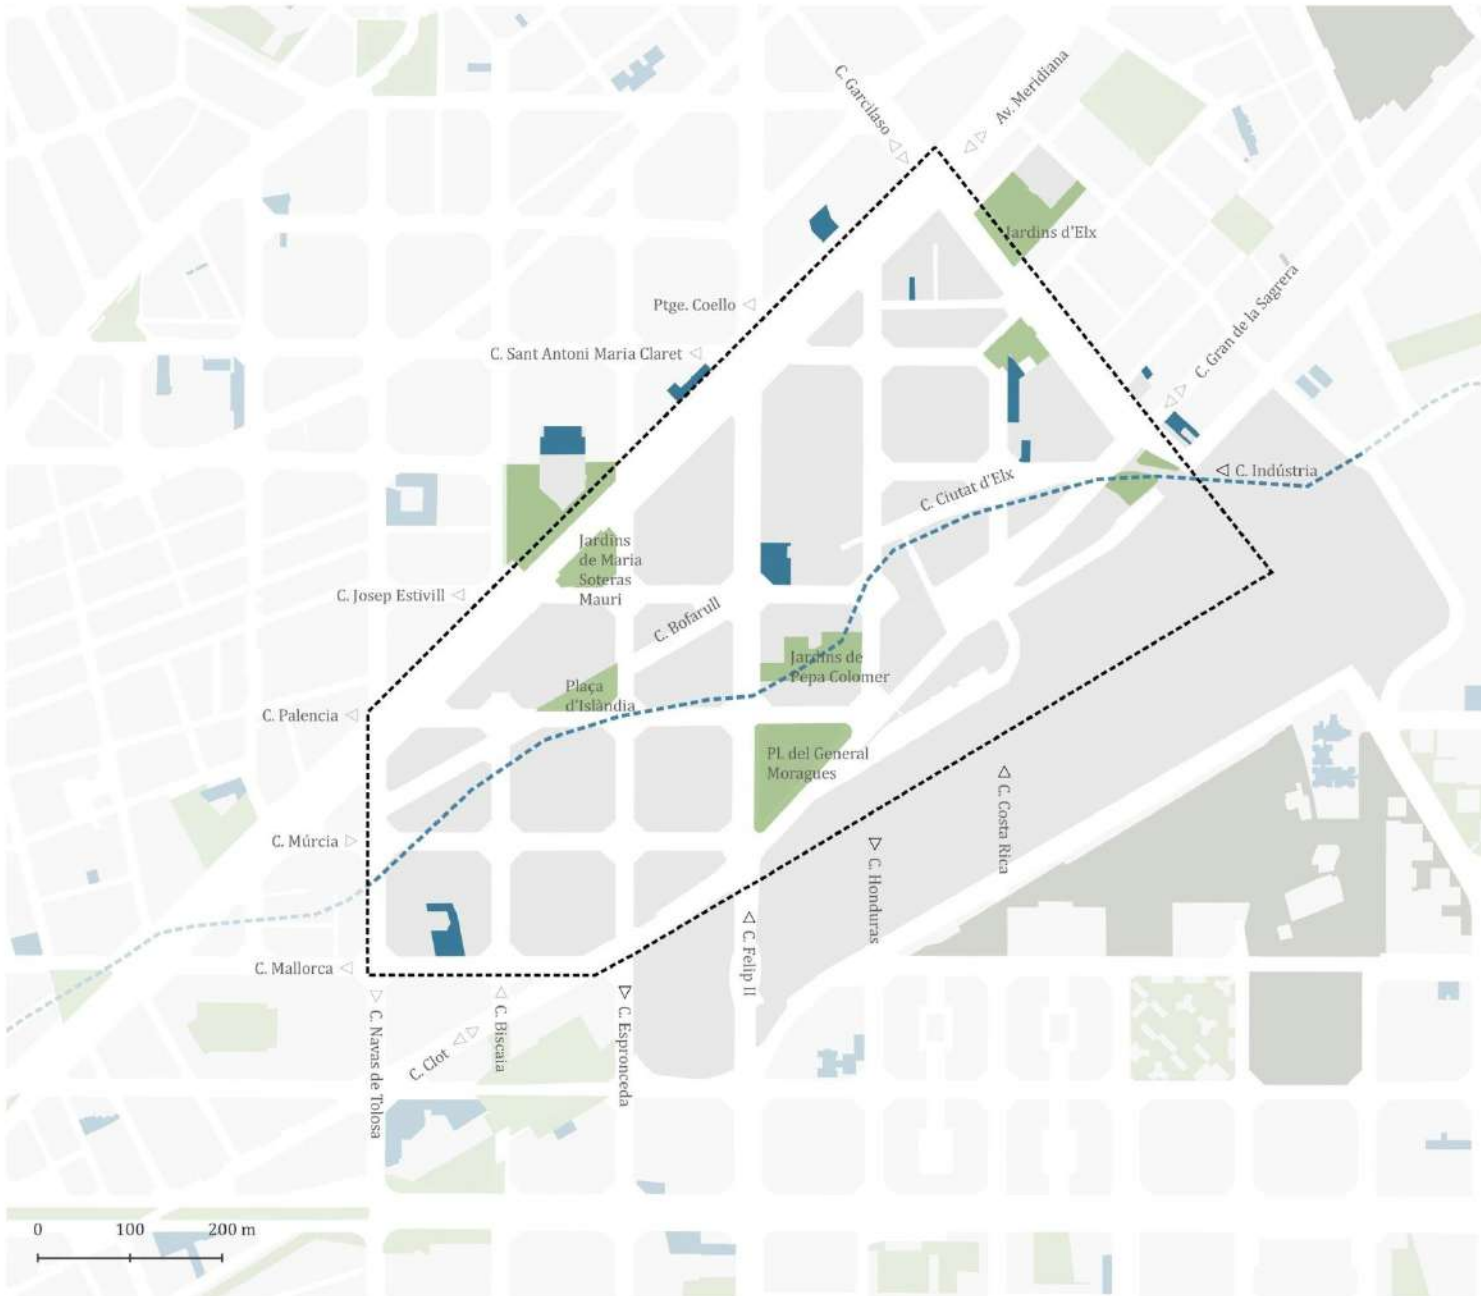 C. Garcilaso
Av. Meridiana
Jardins d'Elx
Ptge. Coello
C. Gran de la Sagrera
C. Sant Antoni Maria Claret
C. Indústria
C. Ciutat d'Elx
Jardins
de Maria
Soteras
Mauri
C. Josep Estivill
C. Bofarull
Jardins de
Pepa Colomer
Plaça
d'Islàndia
C. Palencia
Pl. del General
Moragues
C. Costa Rica
C. Múrcia
C. Honduras
C. Felip II
C. Mallorca
C. Navas de Tolosa
C. Clot
C. Biscaia
C. Espronceda
0 100 200 m